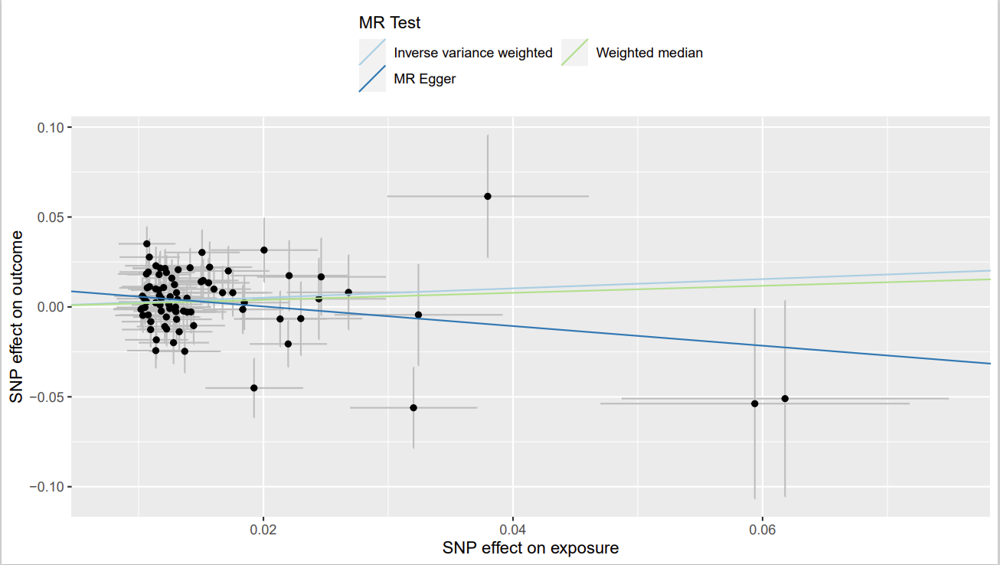 MR Test
Inverse variance weighted
Weighted median
MR Egger
0.10
0.05
0.00
−0.05
−0.10
SNP effect on outcome
0.02
0.04
0.06
SNP effect on exposure